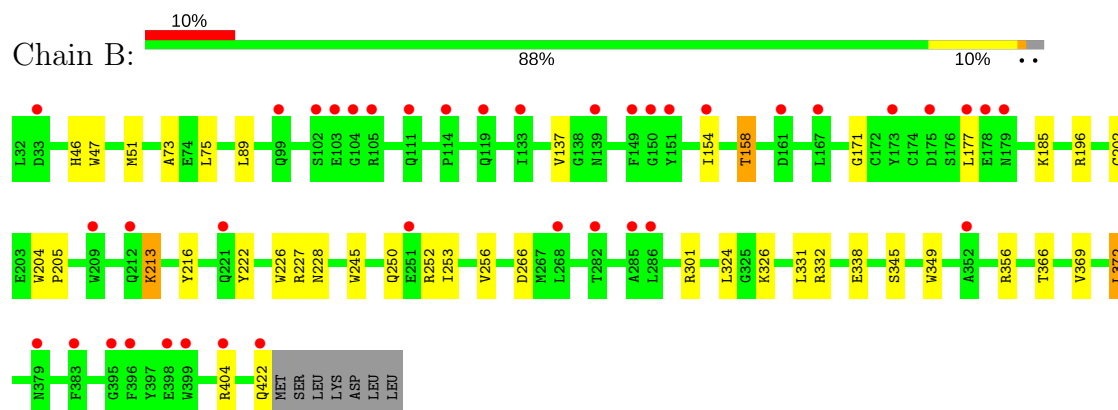 10%
Chain B:
88% 10% ••
L32 D33 H46 W47 M51 A73 E74 L75 L89 Q99 S102 E103 G104 R105 Q111 P114 Q119 I133 V137 G138 N139 F149 G150 Y151 I154 T158 D161 L167 G171 C172 Y173 C174 D175 S176 L177 E178 N179 K185 R196
E203 W204 P205 W209 Q212 K213 Y216 Q221 Y222 W226 R227 N228 W245 Q250 E251 R252 I253 V256 D266 M267 L268 T282 A285 L286 R301 L324 G325 K326 L331 R332 E338 S345 W349 A352 R356 T366 V369
N379 F383 G395 F396 Y397 E398 W399 R404 Q422 MET SER LEU LYS ASP LEU LEU